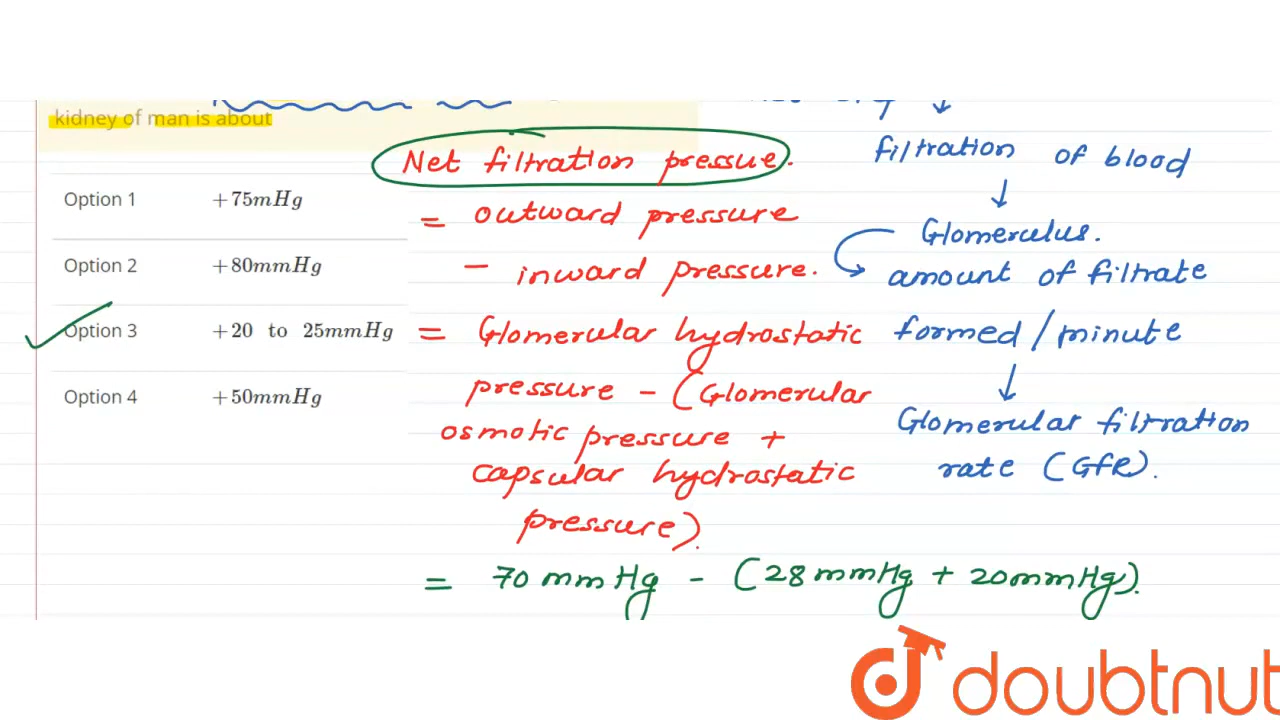 kidney of man is about
Option 1 +75mHg
Option 2 +80mmHg
Option 3 +20 to 25mmHg
Option 4 +50mmHg
Net filtration pressue.
= outward pressure
- inward pressure.
= Glomerular hydrostatic
pressure - (Glomerular
osmotic pressure +
capsular hydrostatic
pressure).
= 70 mmHg - (28 mmHg + 20mmHg).
filtration of blood
Glomerulus.
amount of filtrate
formed/minute
Glomerular filtration
rate (GfR).
doubtnut